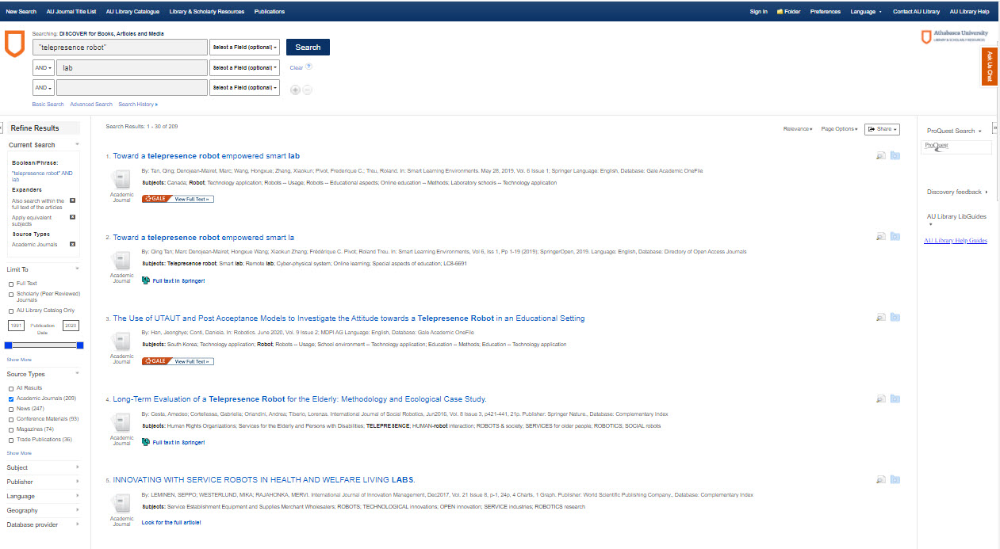 New Search AU Journal Title List AU Library Catalogue Library & Scholarly Resources Publications Sign In Folder Preferences Language Contact AU Library AU Library Help
Searching: DISCOVER for Books, Articles and Media
"telepresence robot" Select a Field (optional) Search
AND lab Select a Field (optional) Clear ?
AND Select a Field (optional)
Basic Search Advanced Search Search History
Athabasca University
LIBRARY & SCHOLARLY RESOURCES
Ask Us Chat
Refine Results
Current Search
Boolean/Phrase:
"telepresence robot" AND
lab
Expanders
Also search within the
full text of the articles
Apply equivalent
subjects
Source Types
Academic Journals
Limit To
Full Text
Scholarly (Peer Reviewed)
Journals
AU Library Catalog Only
1991 Publication 2020
Date
Show More
Source Types
All Results
Academic Journals (209)
News (247)
Conference Materials (93)
Magazines (74)
Trade Publications (36)
Show More
Subject
Publisher
Language
Geography
Database provider
Search Results: 1 - 30 of 209
Relevance Page Options Share
1. Toward a telepresence robot empowered smart lab
By: Tan, Qing; Denojean-Mairet, Marc; Wang, Hongxue; Zhang, Xiaokun; Pivot, Frederique C.; Treu, Roland. In: Smart Learning Environments. May 28, 2019, Vol. 6 Issue 1, Springer Language: English, Database: Gale Academic OneFile
Subjects: Canada; Robot; Technology application; Robots -- Usage; Robots -- Educational aspects; Online education -- Methods; Laboratory schools -- Technology application
Academic
Journal
GALE View Full Text »
2. Toward a telepresence robot empowered smart la
By: Qing Tan; Marc Denojean-Mairet; Hongxue Wang; Xiaokun Zhang; Frédérique C. Pivot; Roland Treu. In: Smart Learning Environments, Vol 6, Iss 1, Pp 1-19 (2019); SpringerOpen, 2019. Language: English, Database: Directory of Open Access Journals
Subjects: Telepresence robot; Smart lab; Remote lab; Cyber-physical system; Online learning; Special aspects of education; LC8-6691
Academic
Journal
Full text in Springer!
3. The Use of UTAUT and Post Acceptance Models to Investigate the Attitude towards a Telepresence Robot in an Educational Setting
By: Han, Jeonghye; Conti, Daniela. In: Robotics. June 2020, Vol. 9 Issue 2; MDPI AG Language: English, Database: Gale Academic OneFile
Subjects: South Korea; Technology application; Robot; Robots -- Usage; School environment -- Technology application; Education -- Methods; Education -- Technology application
Academic
Journal
GALE View Full Text »
4. Long-Term Evaluation of a Telepresence Robot for the Elderly: Methodology and Ecological Case Study.
By: Cesta, Amedeo; Cortellessa, Gabriella; Orlandini, Andrea; Tiberio, Lorenza. International Journal of Social Robotics, Jun2016, Vol. 8 Issue 3, p421-441, 21p. Publisher: Springer Nature., Database: Complementary Index
Subjects: Human Rights Organizations; Services for the Elderly and Persons with Disabilities; TELEPRESENCE; HUMAN-robot interaction; ROBOTS & society; SERVICES for older people; ROBOTICS; SOCIAL robots
Academic
Journal
Full text in Springer!
5. INNOVATING WITH SERVICE ROBOTS IN HEALTH AND WELFARE LIVING LABS.
By: LEMINEN, SEPPO; WESTERLUND, MIKA; RAJAHONKA, MERVI. International Journal of Innovation Management, Dec2017, Vol. 21 Issue 8, p-1, 24p, 4 Charts, 1 Graph. Publisher: World Scientific Publishing Company., Database: Complementary Index
Subjects: Service Establishment Equipment and Supplies Merchant Wholesalers; ROBOTS; TECHNOLOGICAL innovations; OPEN innovation; SERVICE industries; ROBOTICS research
Academic
Journal
Look for the full article!
ProQuest Search
ProQuest
Discovery feedback
AU Library LibGuides
AU Library Help Guides